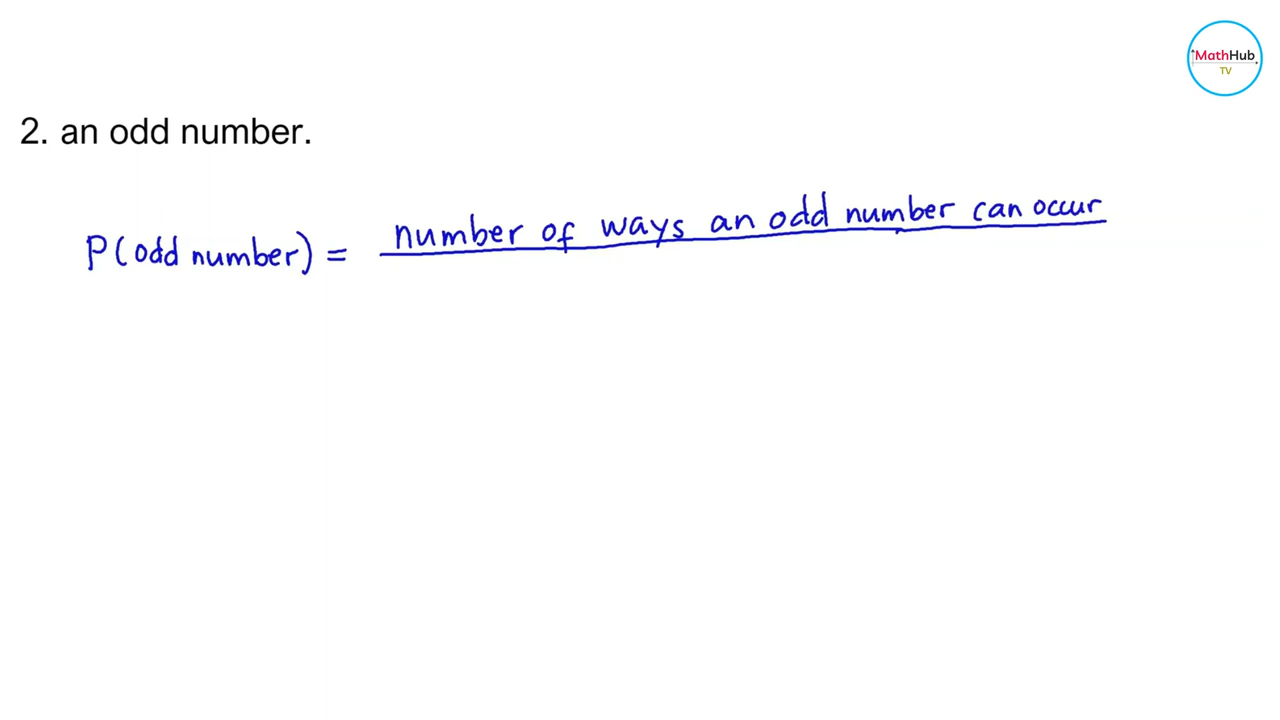 MathHub
TV
2. an odd number.
P(odd number) = number of ways an odd number can occur